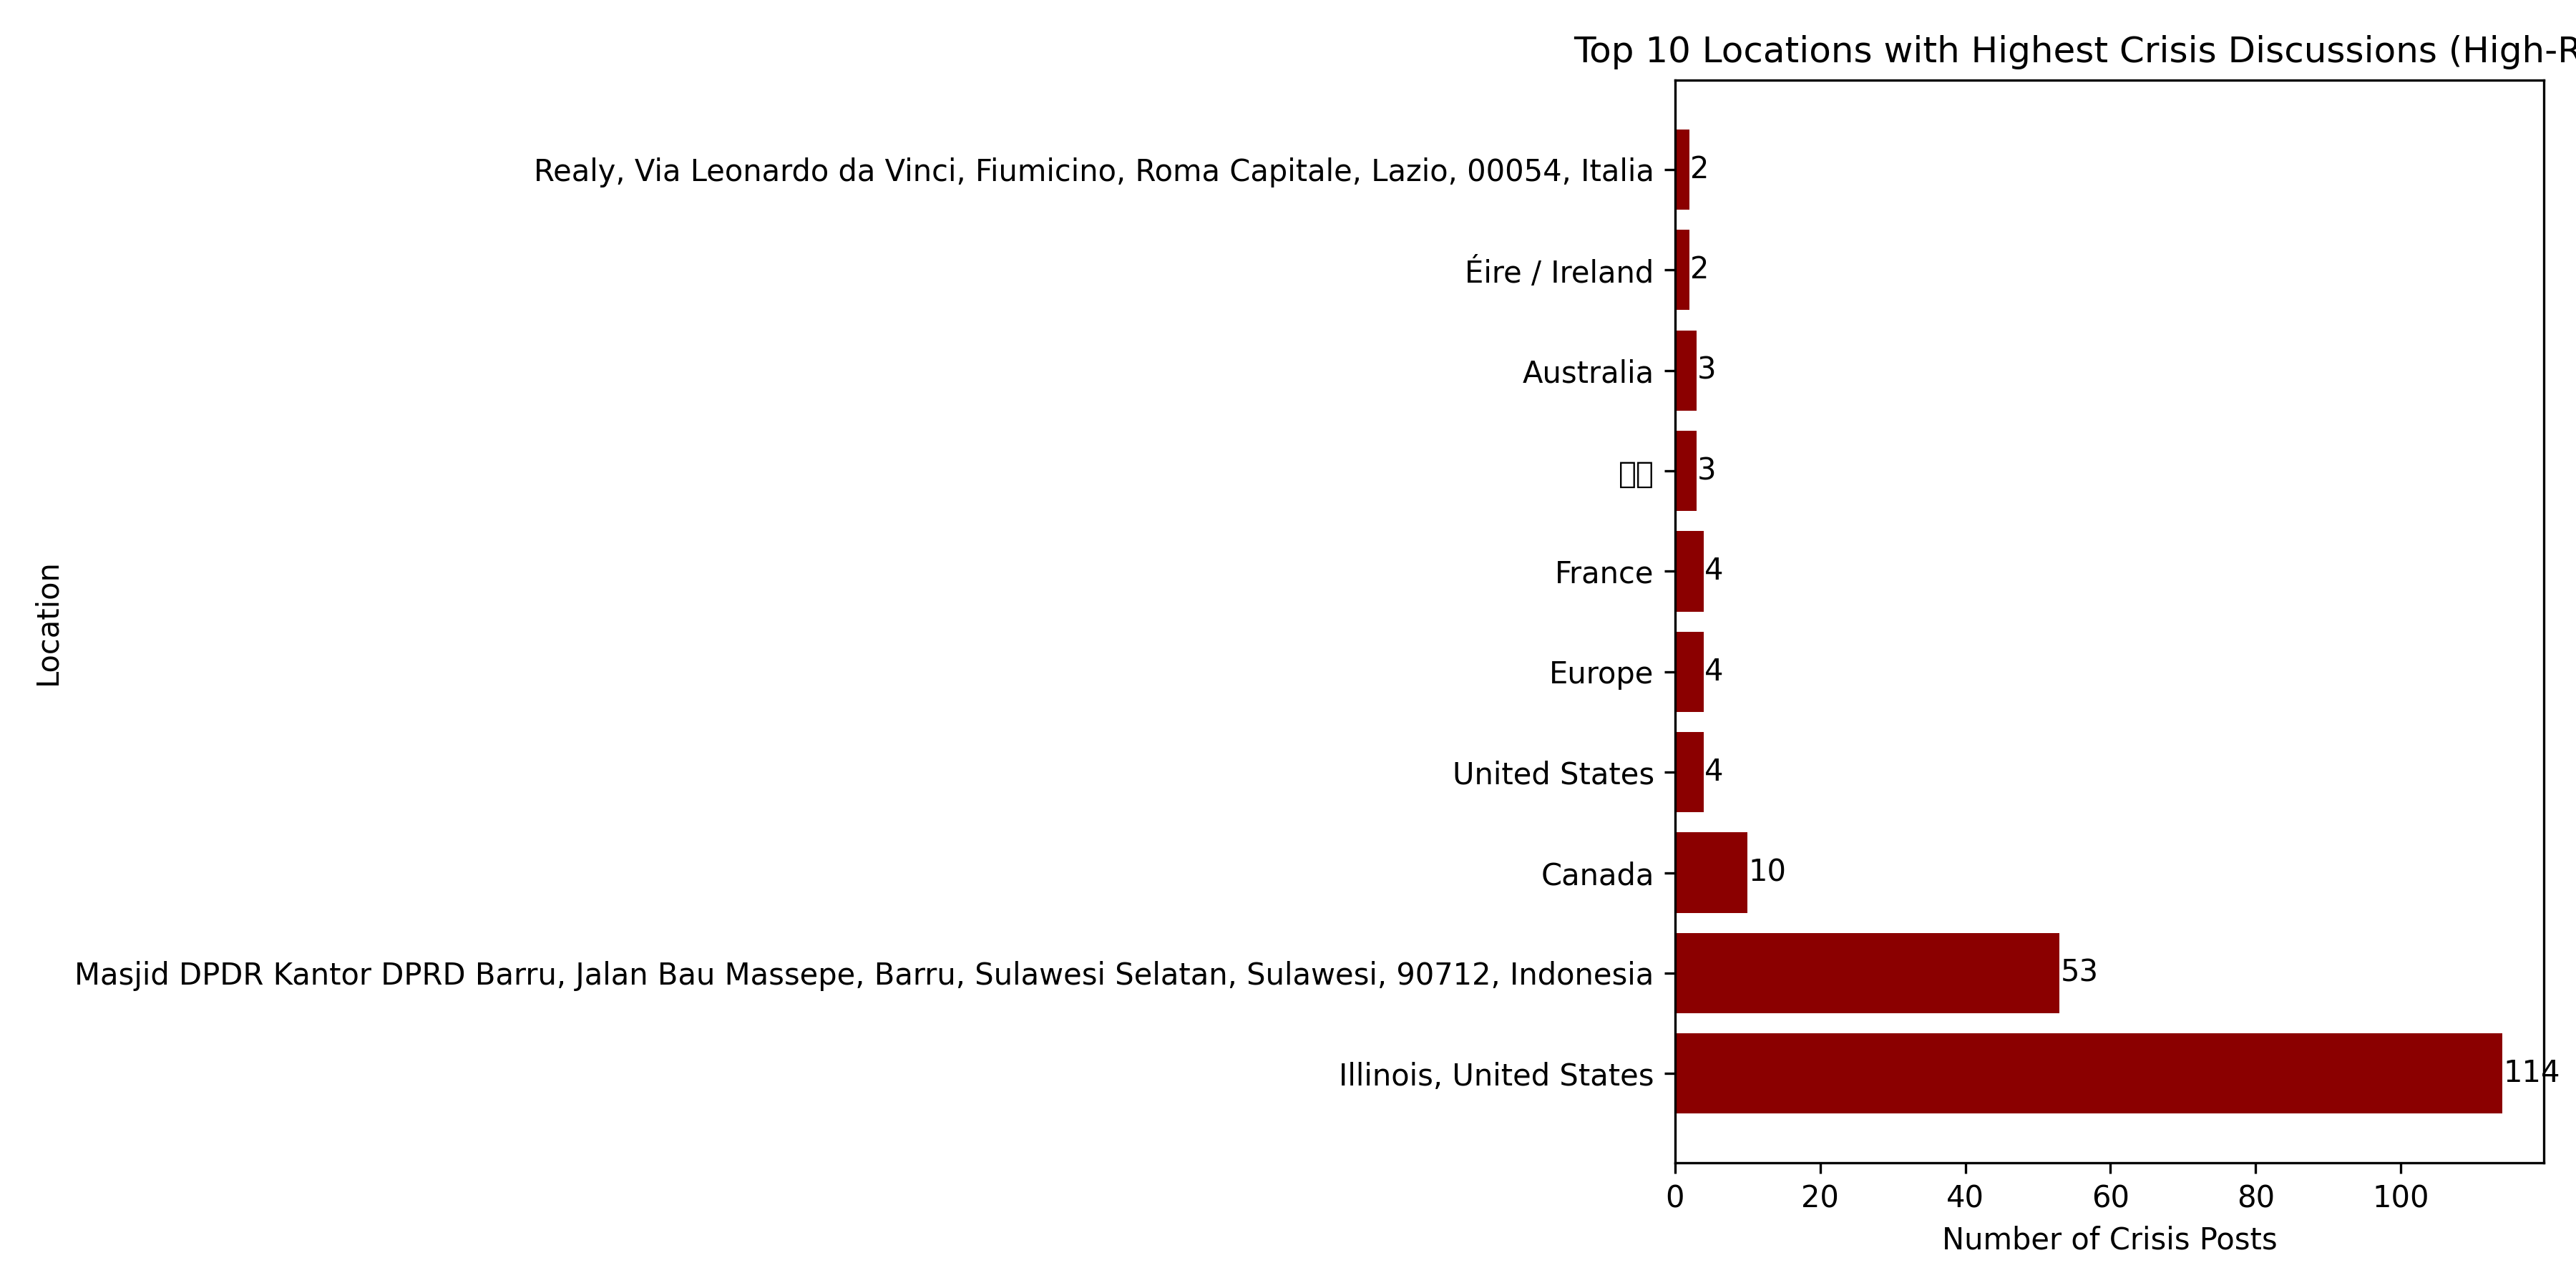 Top 10 Locations with Highest Crisis Discussions (High-R
Realy, Via Leonardo da Vinci, Fiumicino, Roma Capitale, Lazio, 00054, Italia
2
Éire / Ireland
2
Australia
3
3
France
4
Europe
4
United States
4
Canada
10
Masjid DPDR Kantor DPRD Barru, Jalan Bau Massepe, Barru, Sulawesi Selatan, Sulawesi, 90712, Indonesia
53
Illinois, United States
114
Location
0 20 40 60 80 100
Number of Crisis Posts